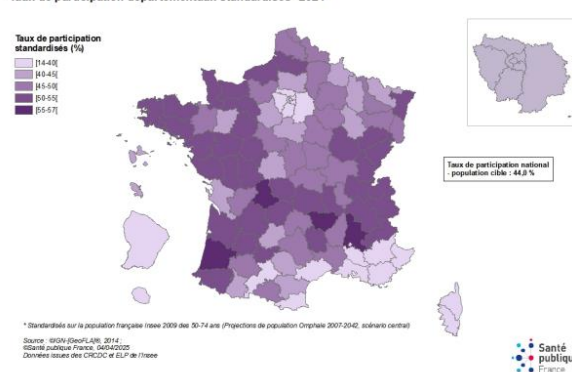 Taux de participation
standardisés (%)
[14-40[
[40-45[
[45-50[
[50-55[
[55-57]
Taux de participation national
- population cible : 44,0 %
* Standardisés sur la population française Insee 2009 des 50-74 ans (Projections de population Omphale 2007-2042, scénario central)
Source : ©IGN-[GeoFLA]®, 2014 ;
©Santé publique France, 04/04/2025
Données issues des CRCDC et ELP de l'Insee
Santé
publique
France